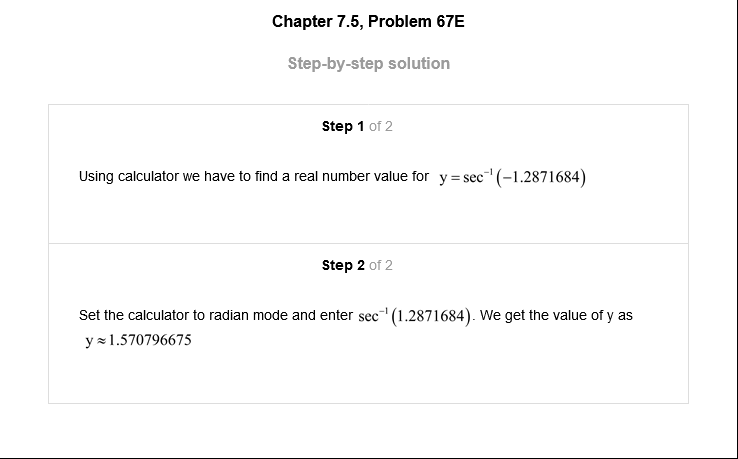 Chapter 7.5, Problem 67E
Step-by-step solution
Step 1 of 2
Using calculator we have to find a real number value for y = sec⁻¹(−1.2871684)
Step 2 of 2
Set the calculator to radian mode and enter sec⁻¹(1.2871684). We get the value of y as
y ≈ 1.570796675